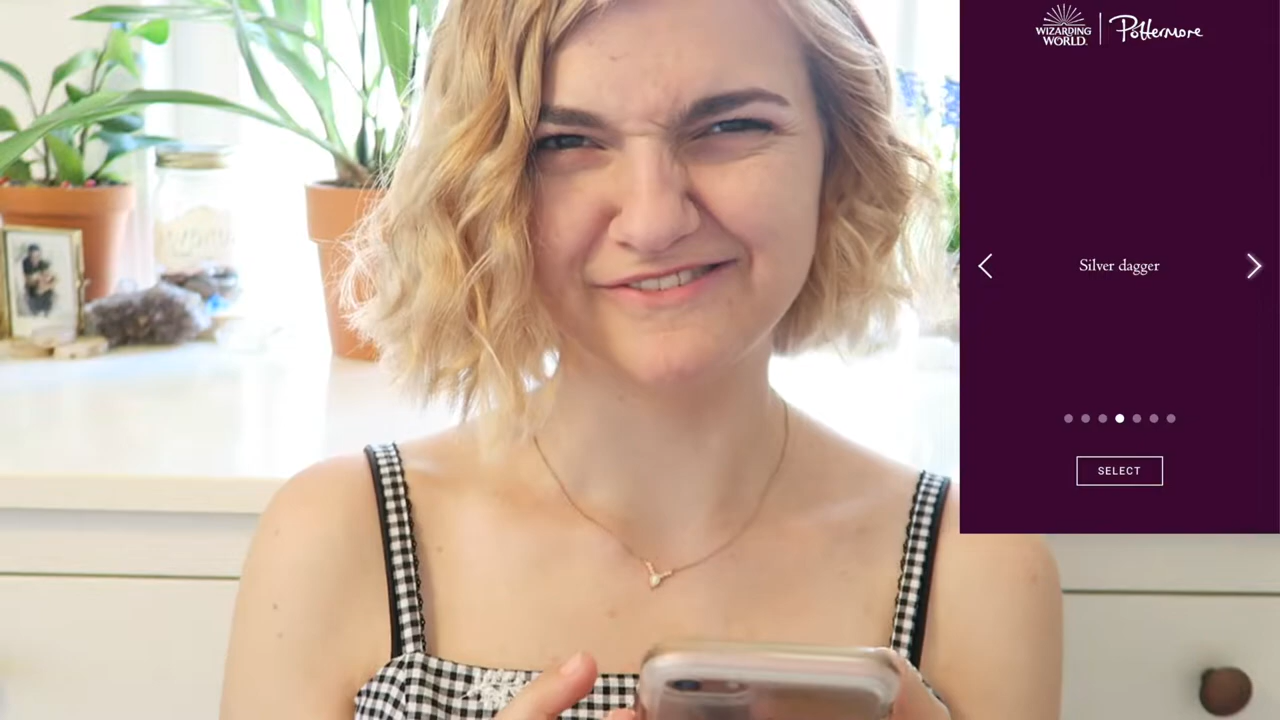 WIZARDING
WORLD.
Pottermore
Silver dagger
SELECT